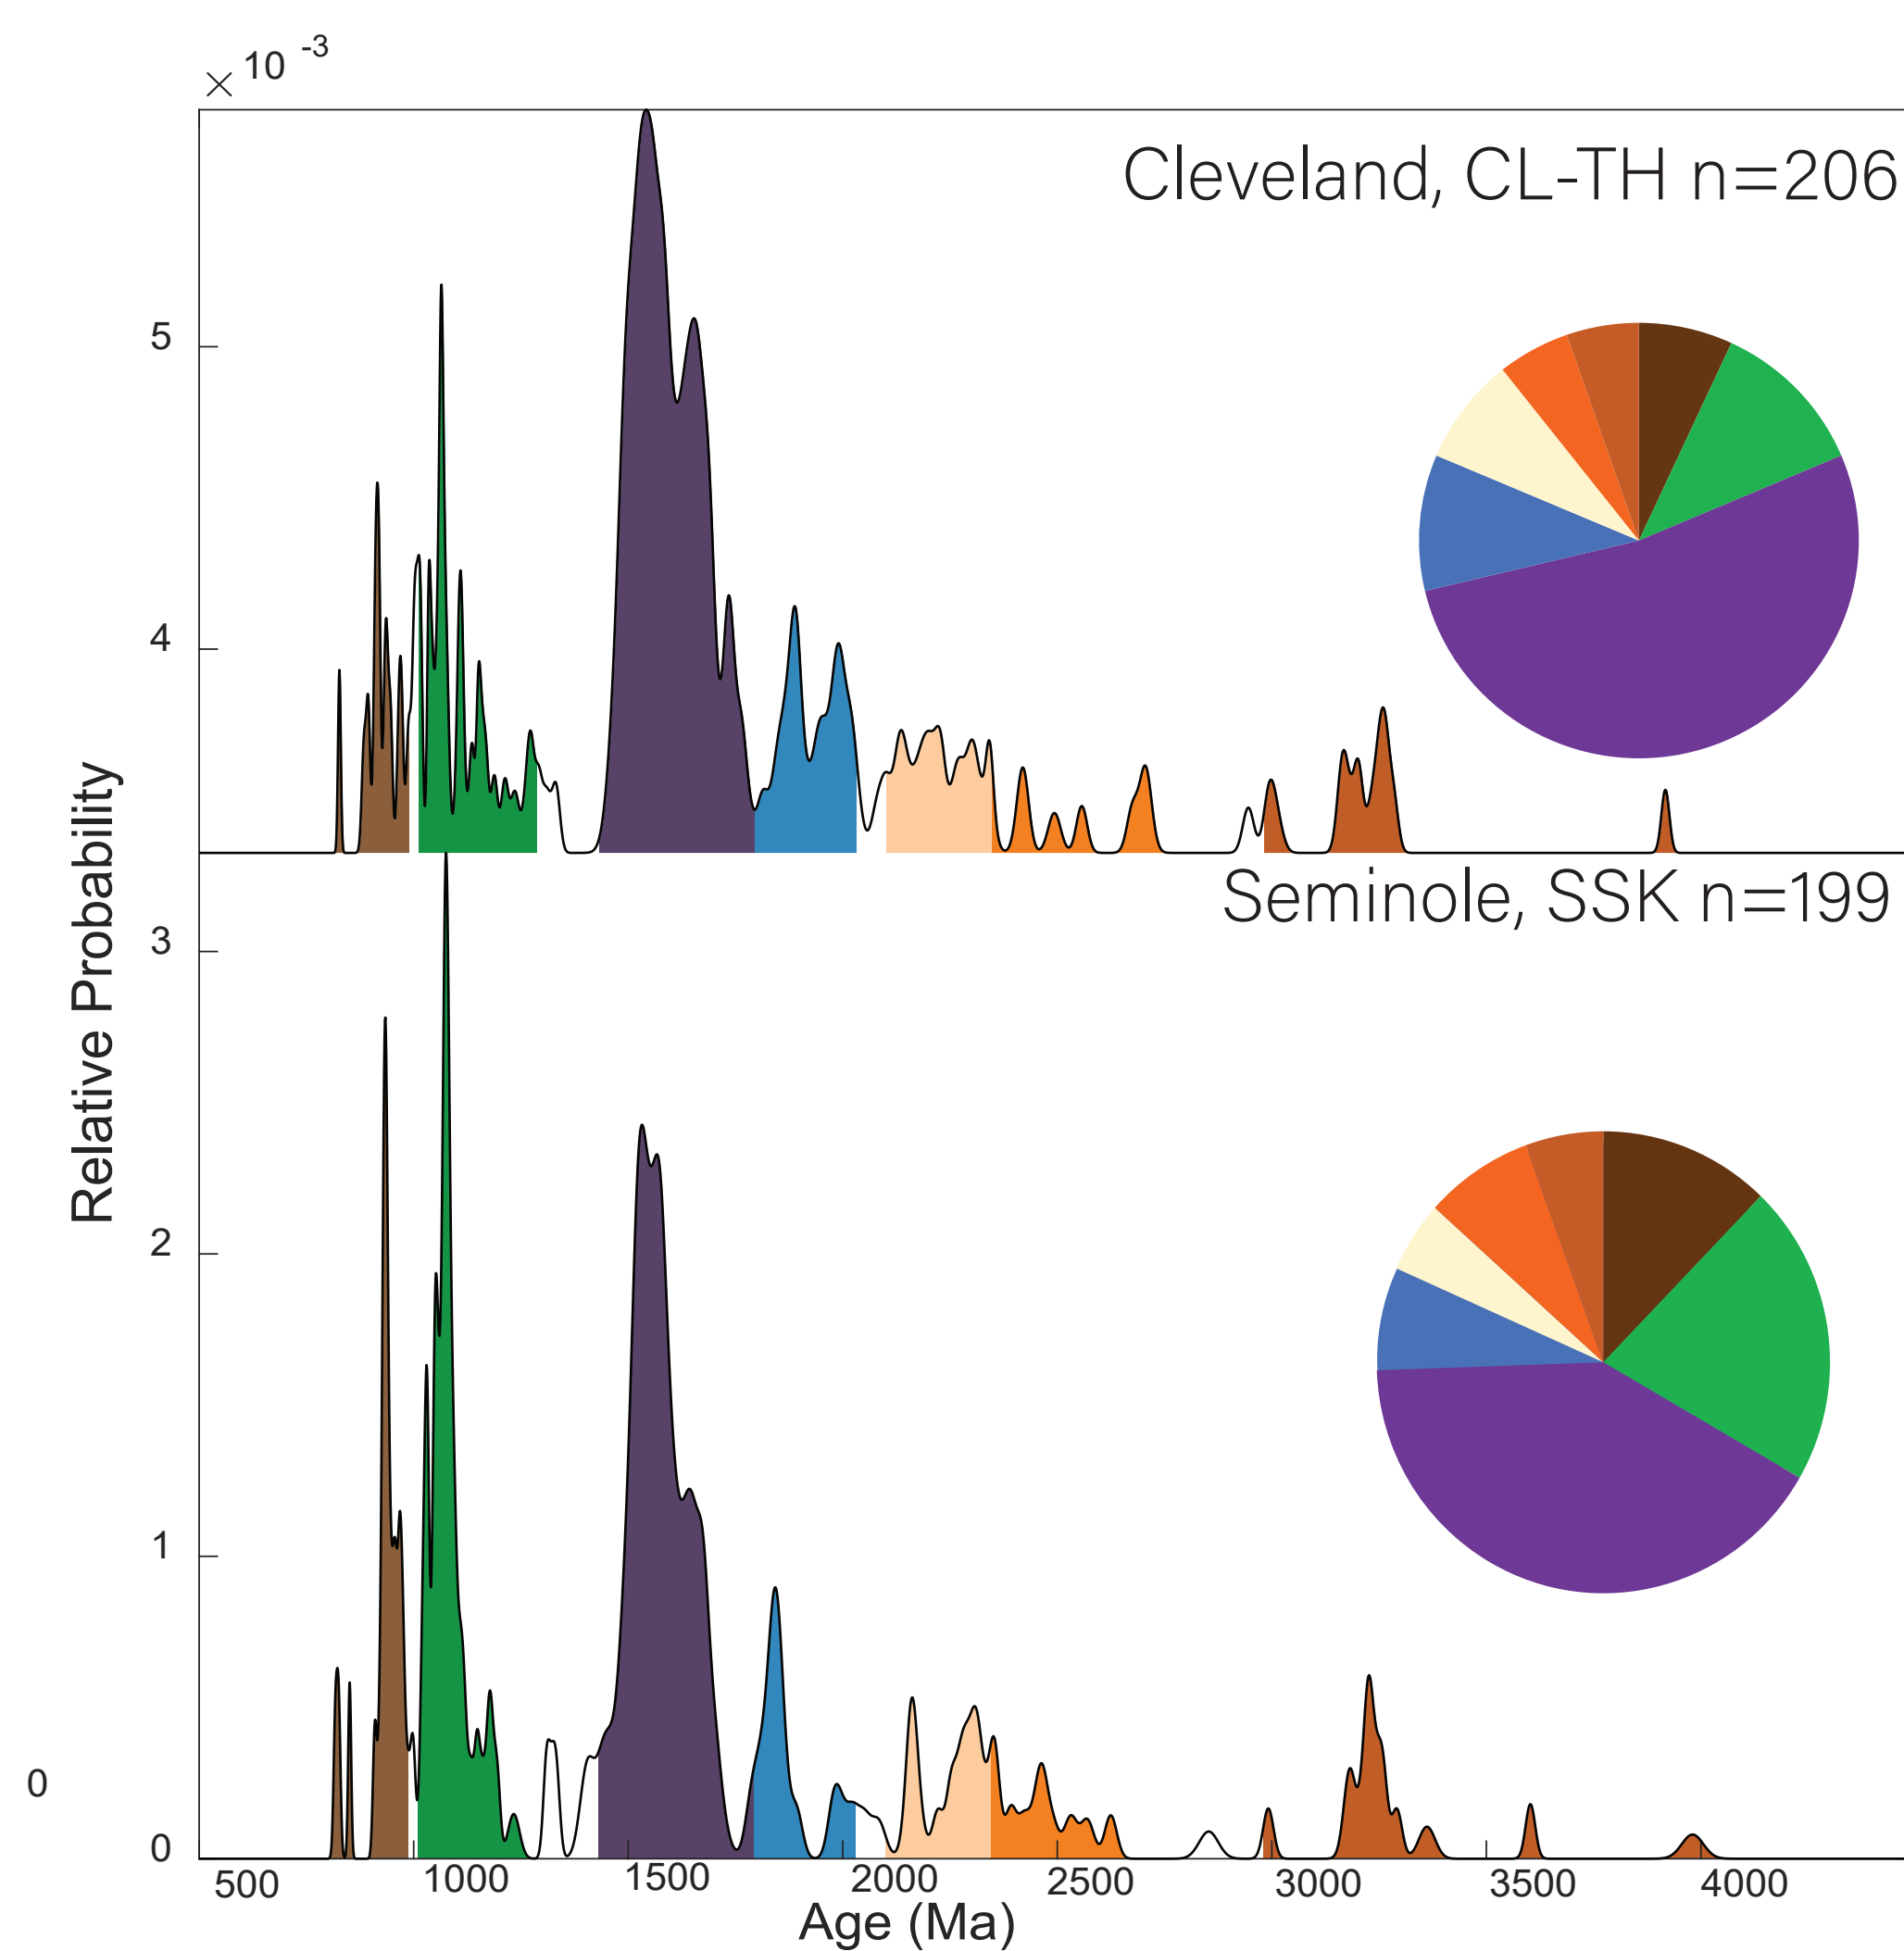 × 10 -3
Cleveland, CL-TH n=206
5
4
3
2
1
0
0
Seminole, SSK n=199
Relative Probability
500 1000 1500 2000 2500 3000 3500 4000
Age (Ma)